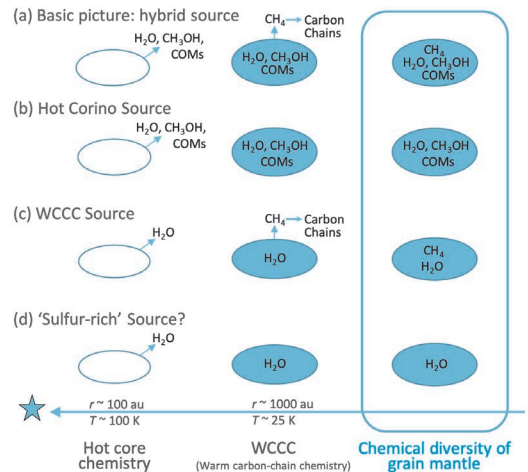 (a) Basic picture: hybrid source
H₂O, CH₃OH,
COMs
CH₄ → Carbon
Chains
H₂O, CH₃OH
COMs
CH₄
H₂O, CH₃OH
COMs
(b) Hot Corino Source
H₂O, CH₃OH,
COMs
H₂O, CH₃OH
COMs
H₂O, CH₃OH
COMs
(c) WCCC Source
H₂O
CH₄ → Carbon
Chains
H₂O
CH₄
H₂O
(d) ‘Sulfur-rich’ Source?
H₂O
H₂O
H₂O
r ~ 100 au
T ~ 100 K
r ~ 1000 au
T ~ 25 K
Hot core
chemistry
WCCC
(Warm carbon-chain chemistry)
Chemical diversity of
grain mantle